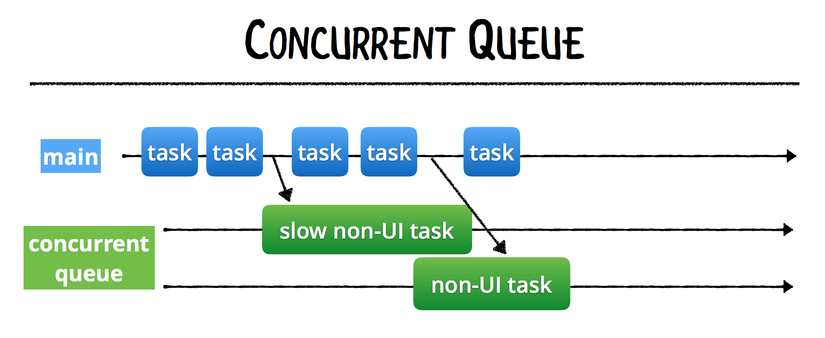 CONCURRENT QUEUE
main
task task task task task
concurrent
queue
slow non-UI task
non-UI task